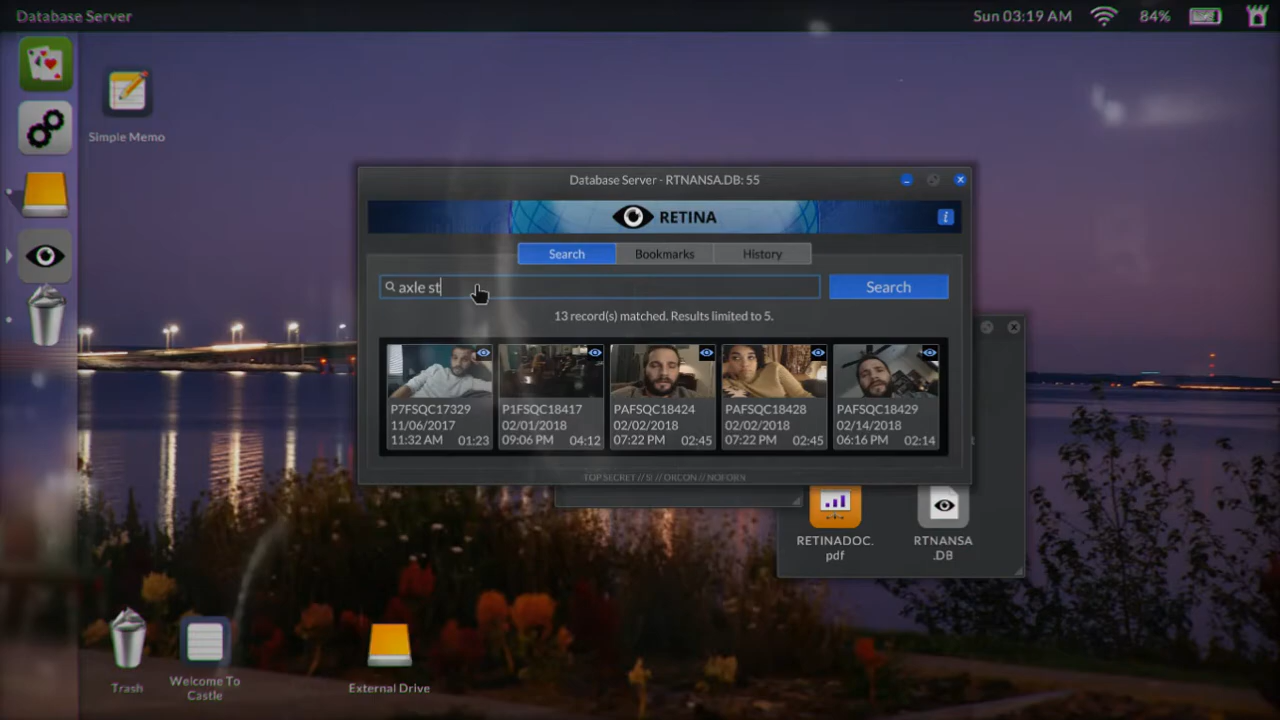 Database Server
Sun 03:19 AM
84%
Simple Memo
Database Server - RTNANSA.DB: 55
RETINA
i
Search
Bookmarks
History
axle st
Search
13 record(s) matched. Results limited to 5.
P7FSQC17329
11/06/2017
11:32 AM 01:23
P1FSQC18417
02/01/2018
09:06 PM 04:12
PAFSQC18424
02/02/2018
07:22 PM 02:45
PAFSQC18428
02/02/2018
07:22 PM 02:45
PAFSQC18429
02/14/2018
06:16 PM 02:14
TOP SECRET // SI // ORCON // NOFORN
RETINADOC.
pdf
RTNANSA
.DB
Trash
Welcome To
Castle
External Drive